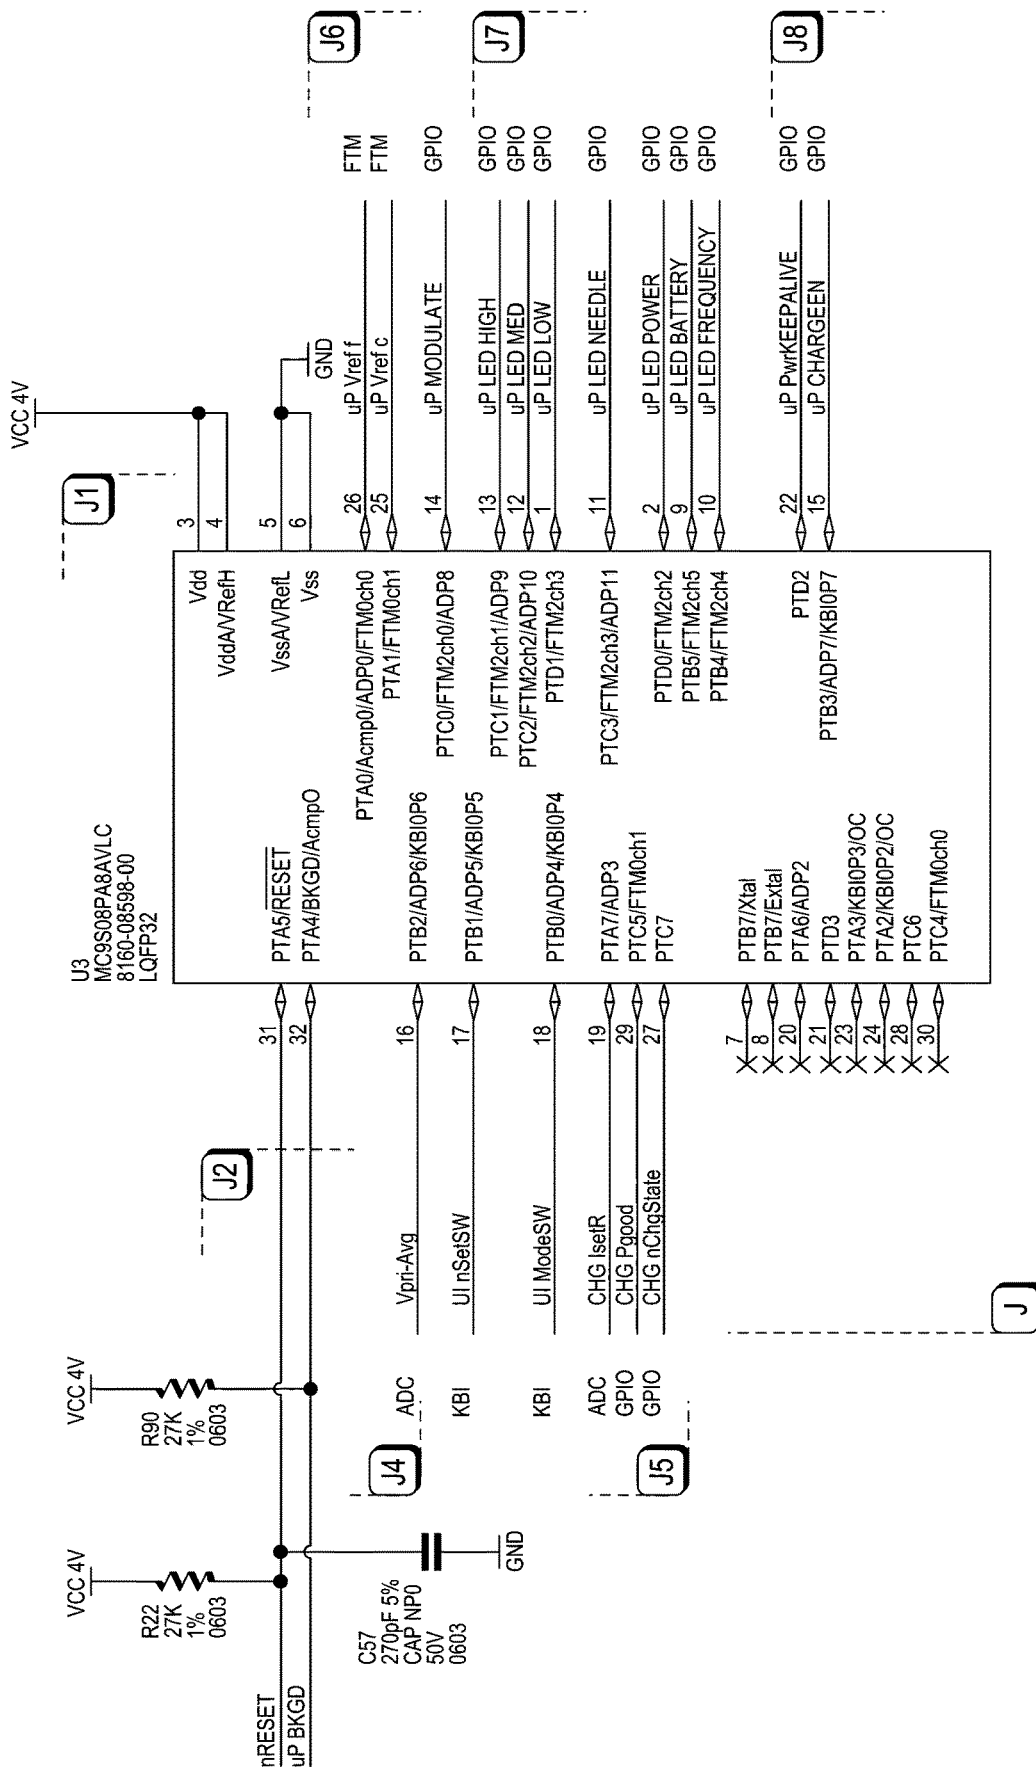 J1
VCC 4V
U3
MC9S08PA8AVLC
8160-08598-00
LQFP32
VCC 4V
R22
27K
1%
0603
VCC 4V
R90
27K
1%
0603
J2
nRESET
uP BKGD
31
32
PTA5/RESET
PTA4/BKGD/AcmpO
C57
270pF 5%
CAP NP0
50V
0603
GND
J4
ADC
Vpri-Avg
16
PTB2/ADP6/KBI0P6
KBI
UI nSetSW
17
PTB1/ADP5/KBI0P5
KBI
UI ModeSW
18
PTB0/ADP4/KBI0P4
ADC
CHG IsetR
19
PTA7/ADP3
GPIO
CHG Pgood
29
PTC5/FTM0ch1
GPIO
CHG nChgState
27
PTC7
J5
7
PTB7/Xtal
8
PTB7/Extal
20
PTA6/ADP2
21
PTD3
23
PTA3/KBI0P3/OC
24
PTA2/KBI0P2/OC
28
PTC6
30
PTC4/FTM0ch0
J
Vdd
3
VddA/VRefH
4
VssA/VRefL
5
Vss
6
GND
J6
PTA0/Acmp0/ADP0/FTM0ch0
26
uP Vref f
FTM
PTA1/FTM0ch1
25
uP Vref c
FTM
PTC0/FTM2ch0/ADP8
14
uP MODULATE
GPIO
J7
PTC1/FTM2ch1/ADP9
13
uP LED HIGH
GPIO
PTC2/FTM2ch2/ADP10
12
uP LED MED
GPIO
PTD1/FTM2ch3
1
uP LED LOW
GPIO
PTC3/FTM2ch3/ADP11
11
uP LED NEEDLE
GPIO
PTD0/FTM2ch2
2
uP LED POWER
GPIO
PTB5/FTM2ch5
9
uP LED BATTERY
GPIO
PTB4/FTM2ch4
10
uP LED FREQUENCY
GPIO
J8
PTD2
22
uP PwrKEEPALIVE
GPIO
PTB3/ADP7/KBI0P7
15
uP CHARGEEN
GPIO